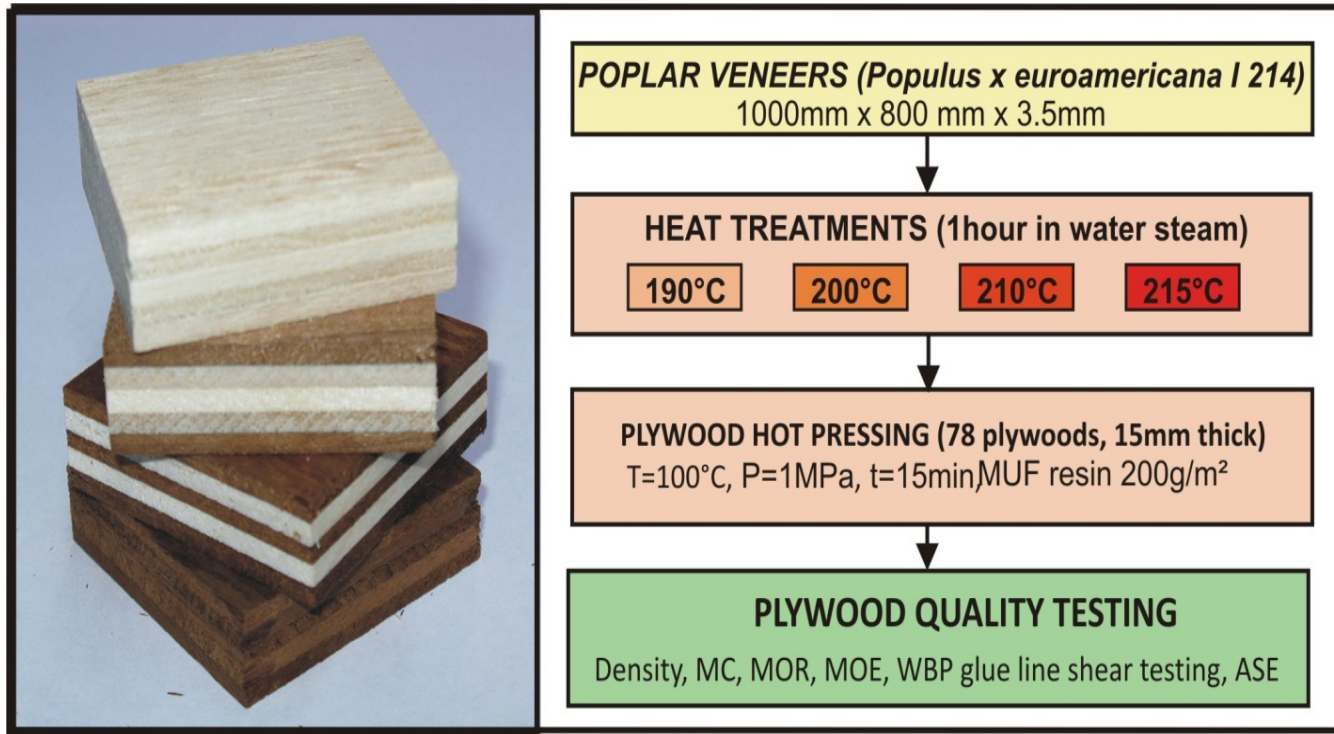 POPLAR VENEERS (Populus x euroamericana I 214)
1000mm x 800 mm x 3.5mm
HEAT TREATMENTS (1hour in water steam)
190°C 200°C 210°C 215°C
PLYWOOD HOT PRESSING (78 plywoods, 15mm thick)
T=100°C, P=1MPa, t=15min,MUF resin 200g/m²
PLYWOOD QUALITY TESTING
Density, MC, MOR, MOE, WBP glue line shear testing, ASE